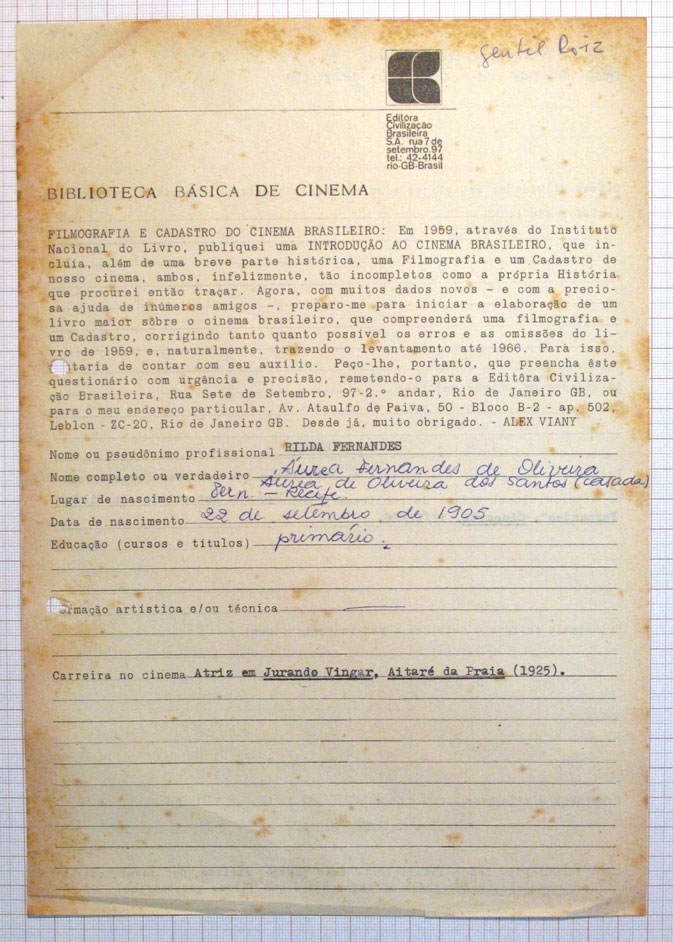 Gentil Roiz
Editôra
Civilização
Brasileira
S.A. rua 7 de
setembro, 97
tel.: 42-4144
rio-GB-Brasil
BIBLIOTECA BÁSICA DE CINEMA
FILMOGRAFIA E CADASTRO DO CINEMA BRASILEIRO: Em 1959, através do Instituto
Nacional do Livro, publiquei uma INTRODUÇÃO AO CINEMA BRASILEIRO, que in-
cluía, além de uma breve parte histórica, uma Filmografia e um Cadastro de
nosso cinema, ambos, infelizmente, tão incompletos como a própria História
que procurei então traçar. Agora, com muitos dados novos - e com a precio-
sa ajuda de inúmeros amigos -, preparo-me para iniciar a elaboração de um
livro maior sôbre o cinema brasileiro, que compreenderá uma filmografia e
um Cadastro, corrigindo tanto quanto possível os erros e as omissões do li-
vro de 1959, e, naturalmente, trazendo o levantamento até 1966. Para isso,
taria de contar com seu auxílio. Peço-lhe, portanto, que preencha êste
questionário com urgência e precisão, remetendo-o para a Editôra Civiliza-
ção Brasileira, Rua Sete de Setembro, 97-2.º andar, Rio de Janeiro GB, ou
para o meu endereço particular, Av. Ataulfo de Paiva, 50 - Bloco B-2 - ap. 502,
Leblon - ZC-20, Rio de Janeiro GB. Desde já, muito obrigado. - ALEX VIANY
Nome ou pseudônimo profissional RILDA FERNANDES
Nome completo ou verdadeiro Áurea Fernandes de Oliveira
Áurea de Oliveira dos Santos (casada)
Lugar de nascimento Pern. - Recife.
Data de nascimento 22 de setembro de 1905
Educação (cursos e títulos) primário.
rmação artística e/ou técnica
Carreira no cinema Atriz em Jurando Vingar, Aitaré da Praia (1925).